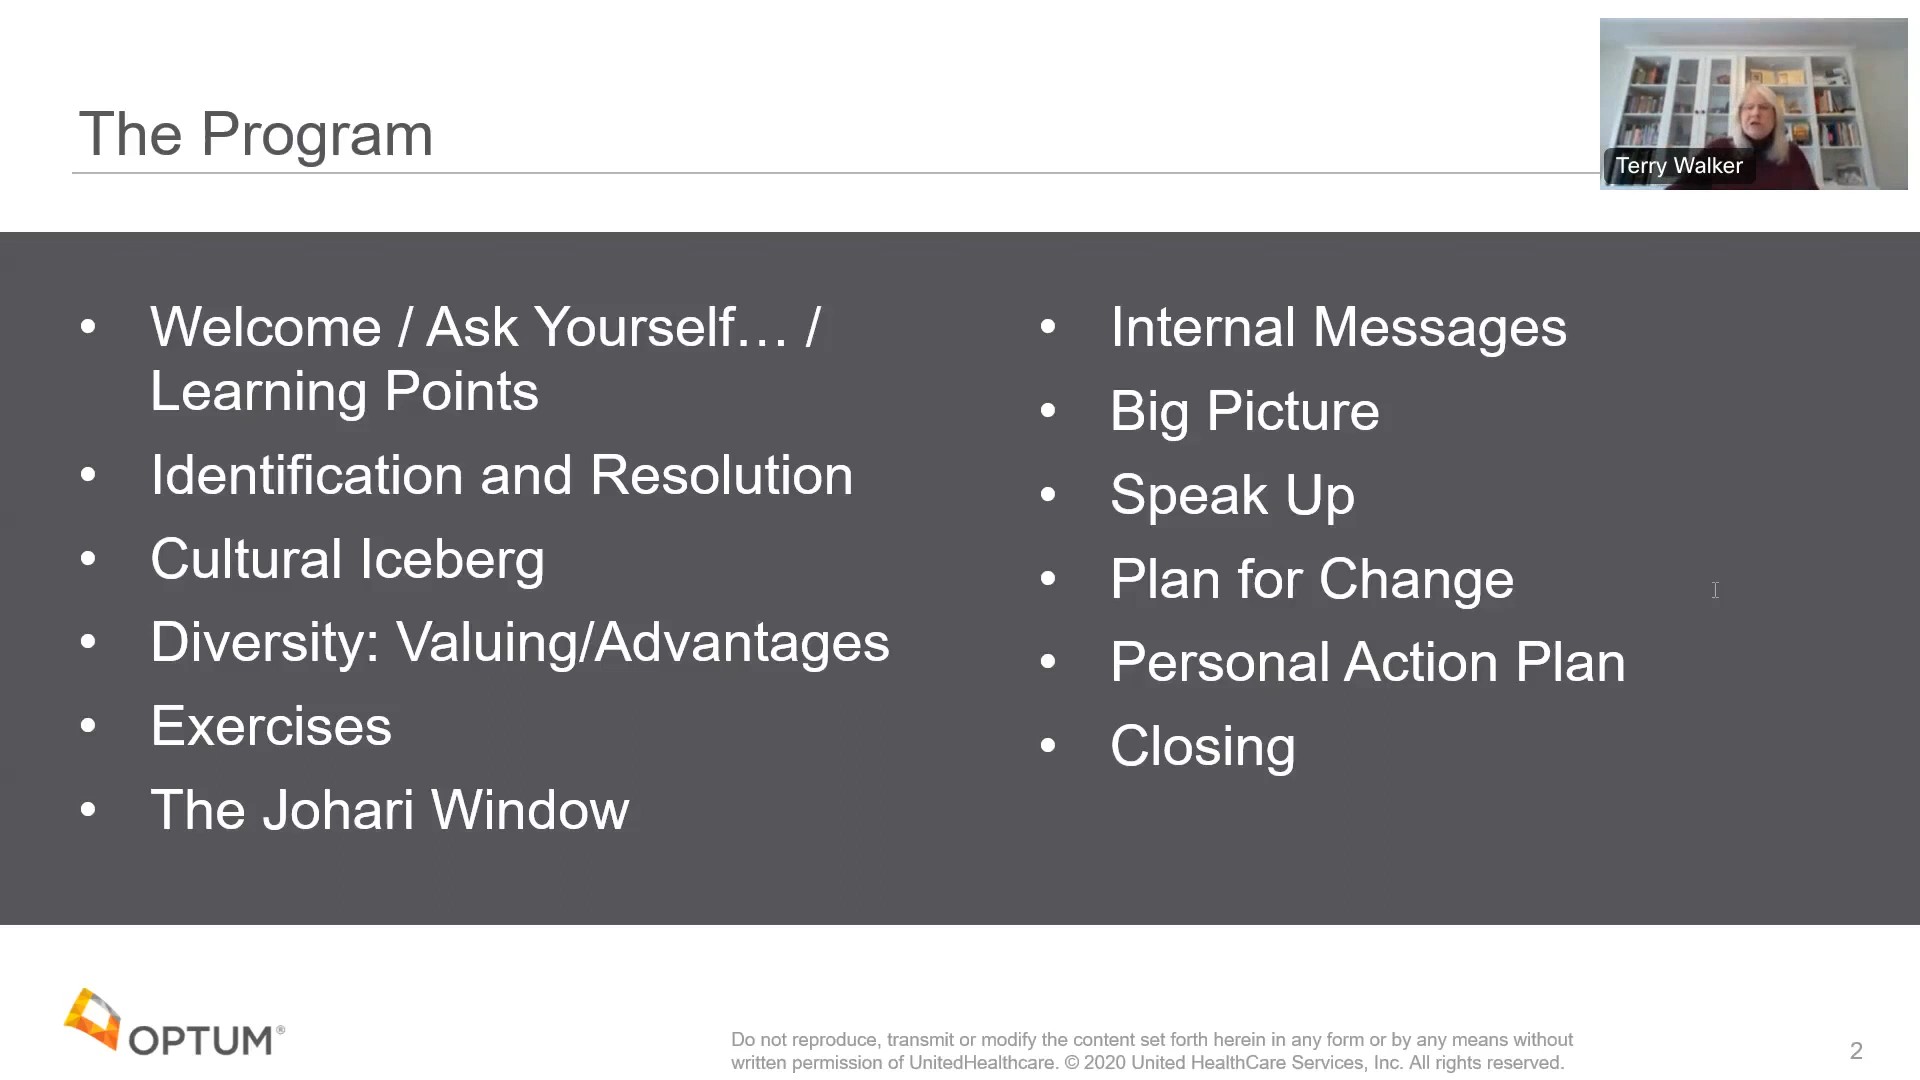 The Program
Terry Walker
• Welcome / Ask Yourself… /
Learning Points
• Identification and Resolution
• Cultural Iceberg
• Diversity: Valuing/Advantages
• Exercises
• The Johari Window
• Internal Messages
• Big Picture
• Speak Up
• Plan for Change
• Personal Action Plan
• Closing
OPTUM®
Do not reproduce, transmit or modify the content set forth herein in any form or by any means without
written permission of UnitedHealthcare. © 2020 United HealthCare Services, Inc. All rights reserved.
2